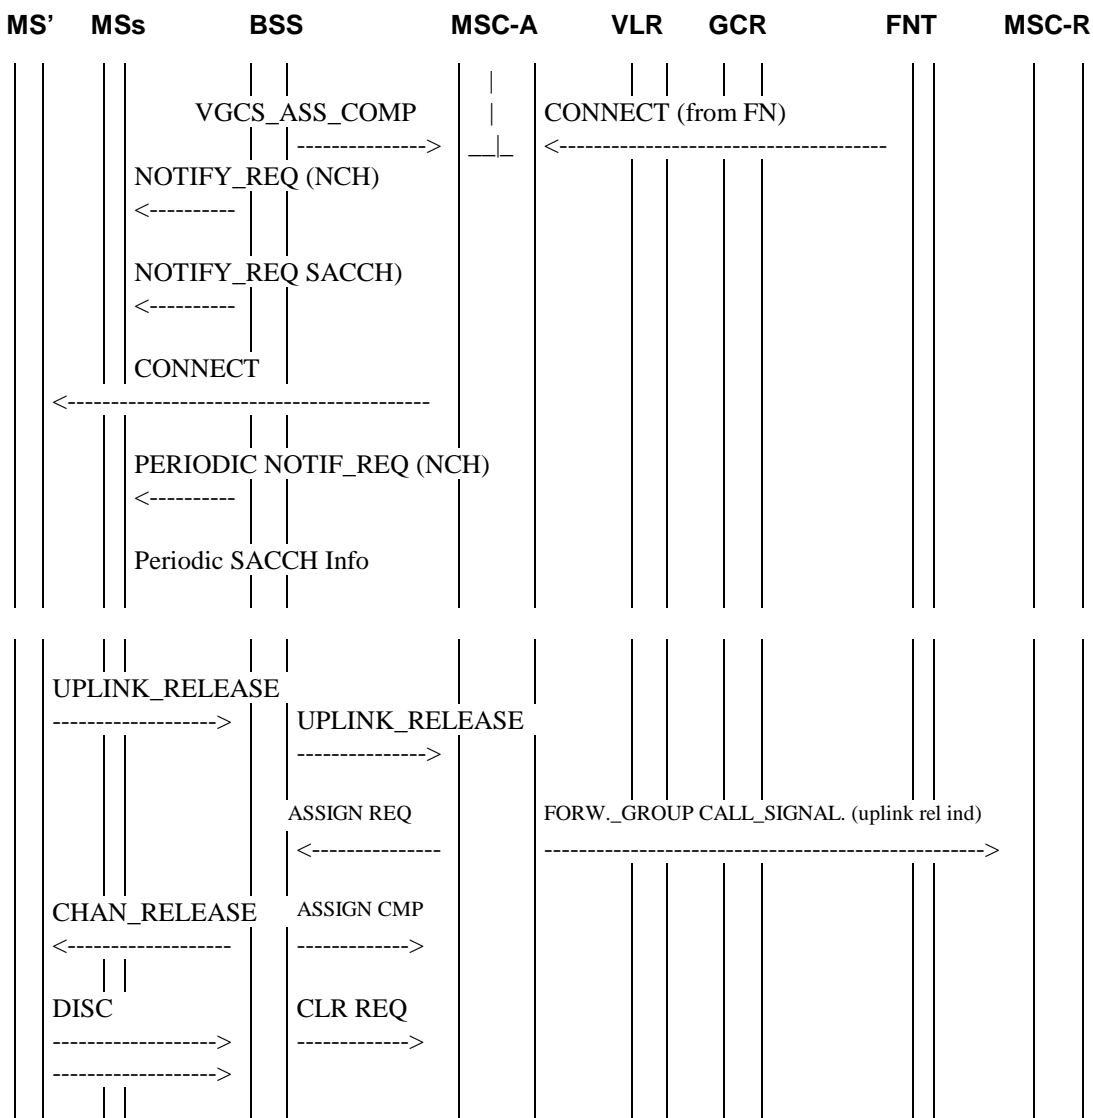 MS’ MSs BSS MSC-A VLR GCR FNT MSC-R
VGCS_ASS_COMP CONNECT (from FN)
NOTIFY_REQ (NCH)
NOTIFY_REQ SACCH)
CONNECT
PERIODIC NOTIF_REQ (NCH)
Periodic SACCH Info
UPLINK_RELEASE
UPLINK_RELEASE
ASSIGN REQ FORW._GROUP CALL_SIGNAL. (uplink rel ind)
CHAN_RELEASE ASSIGN CMP
DISC CLR REQ